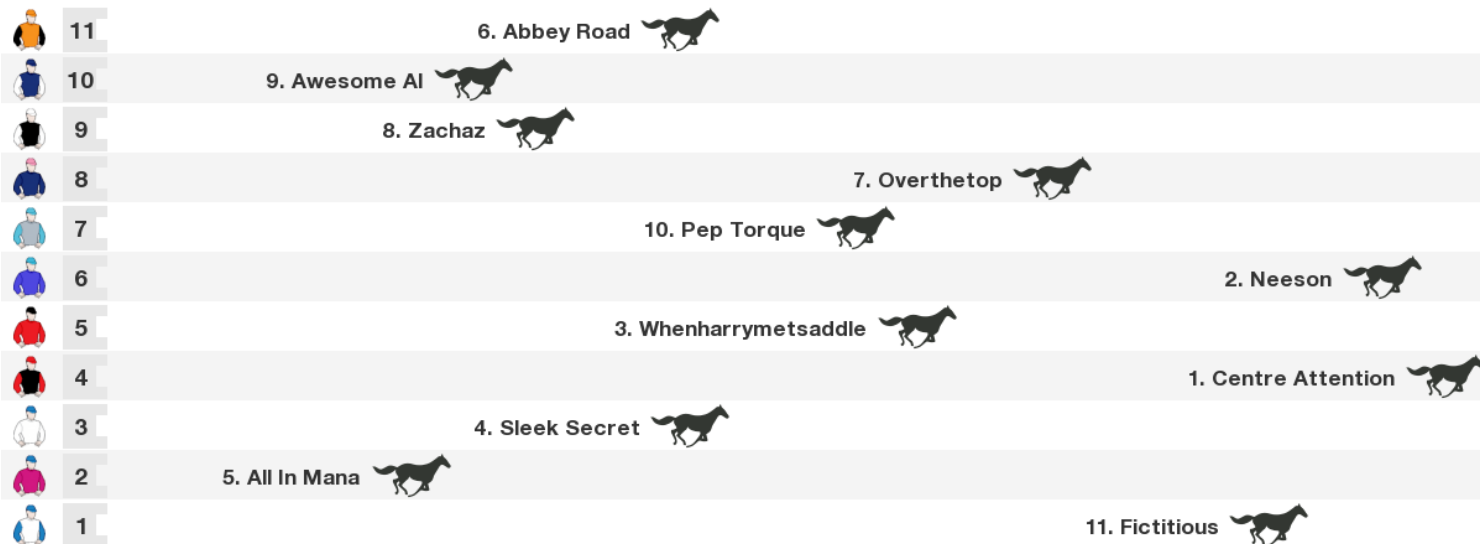 11 6. Abbey Road
10 9. Awesome Al
9 8. Zachaz
8 7. Overthetop
7 10. Pep Torque
6 2. Neeson
5 3. Whenharrymetsaddle
4 1. Centre Attention
3 4. Sleek Secret
2 5. All In Mana
1 11. Fictitious